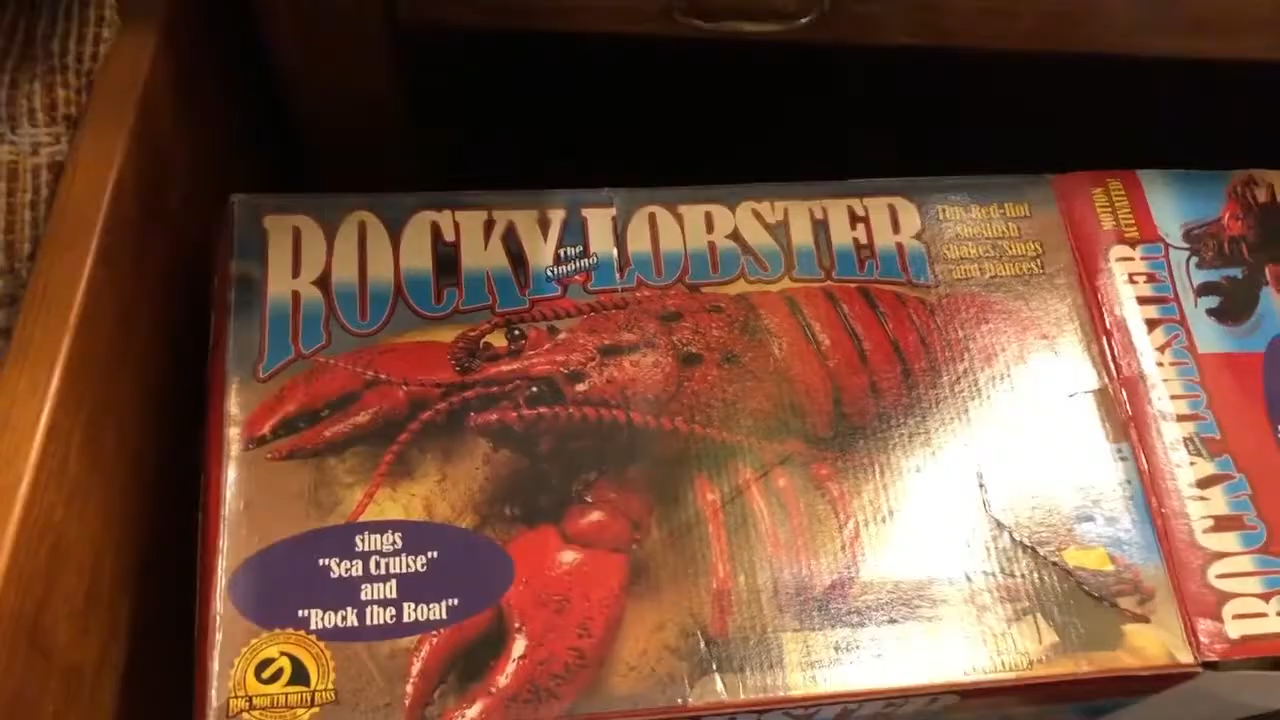 ROCKY The Singing LOBSTER
This Red-Hot
Shellfish
Shakes, Sings
and Dances!
sings
"Sea Cruise"
and
"Rock the Boat"
BIG MOUTH BILLY BASS
MOTION
ACTIVATED!
ROCKY LOBSTER